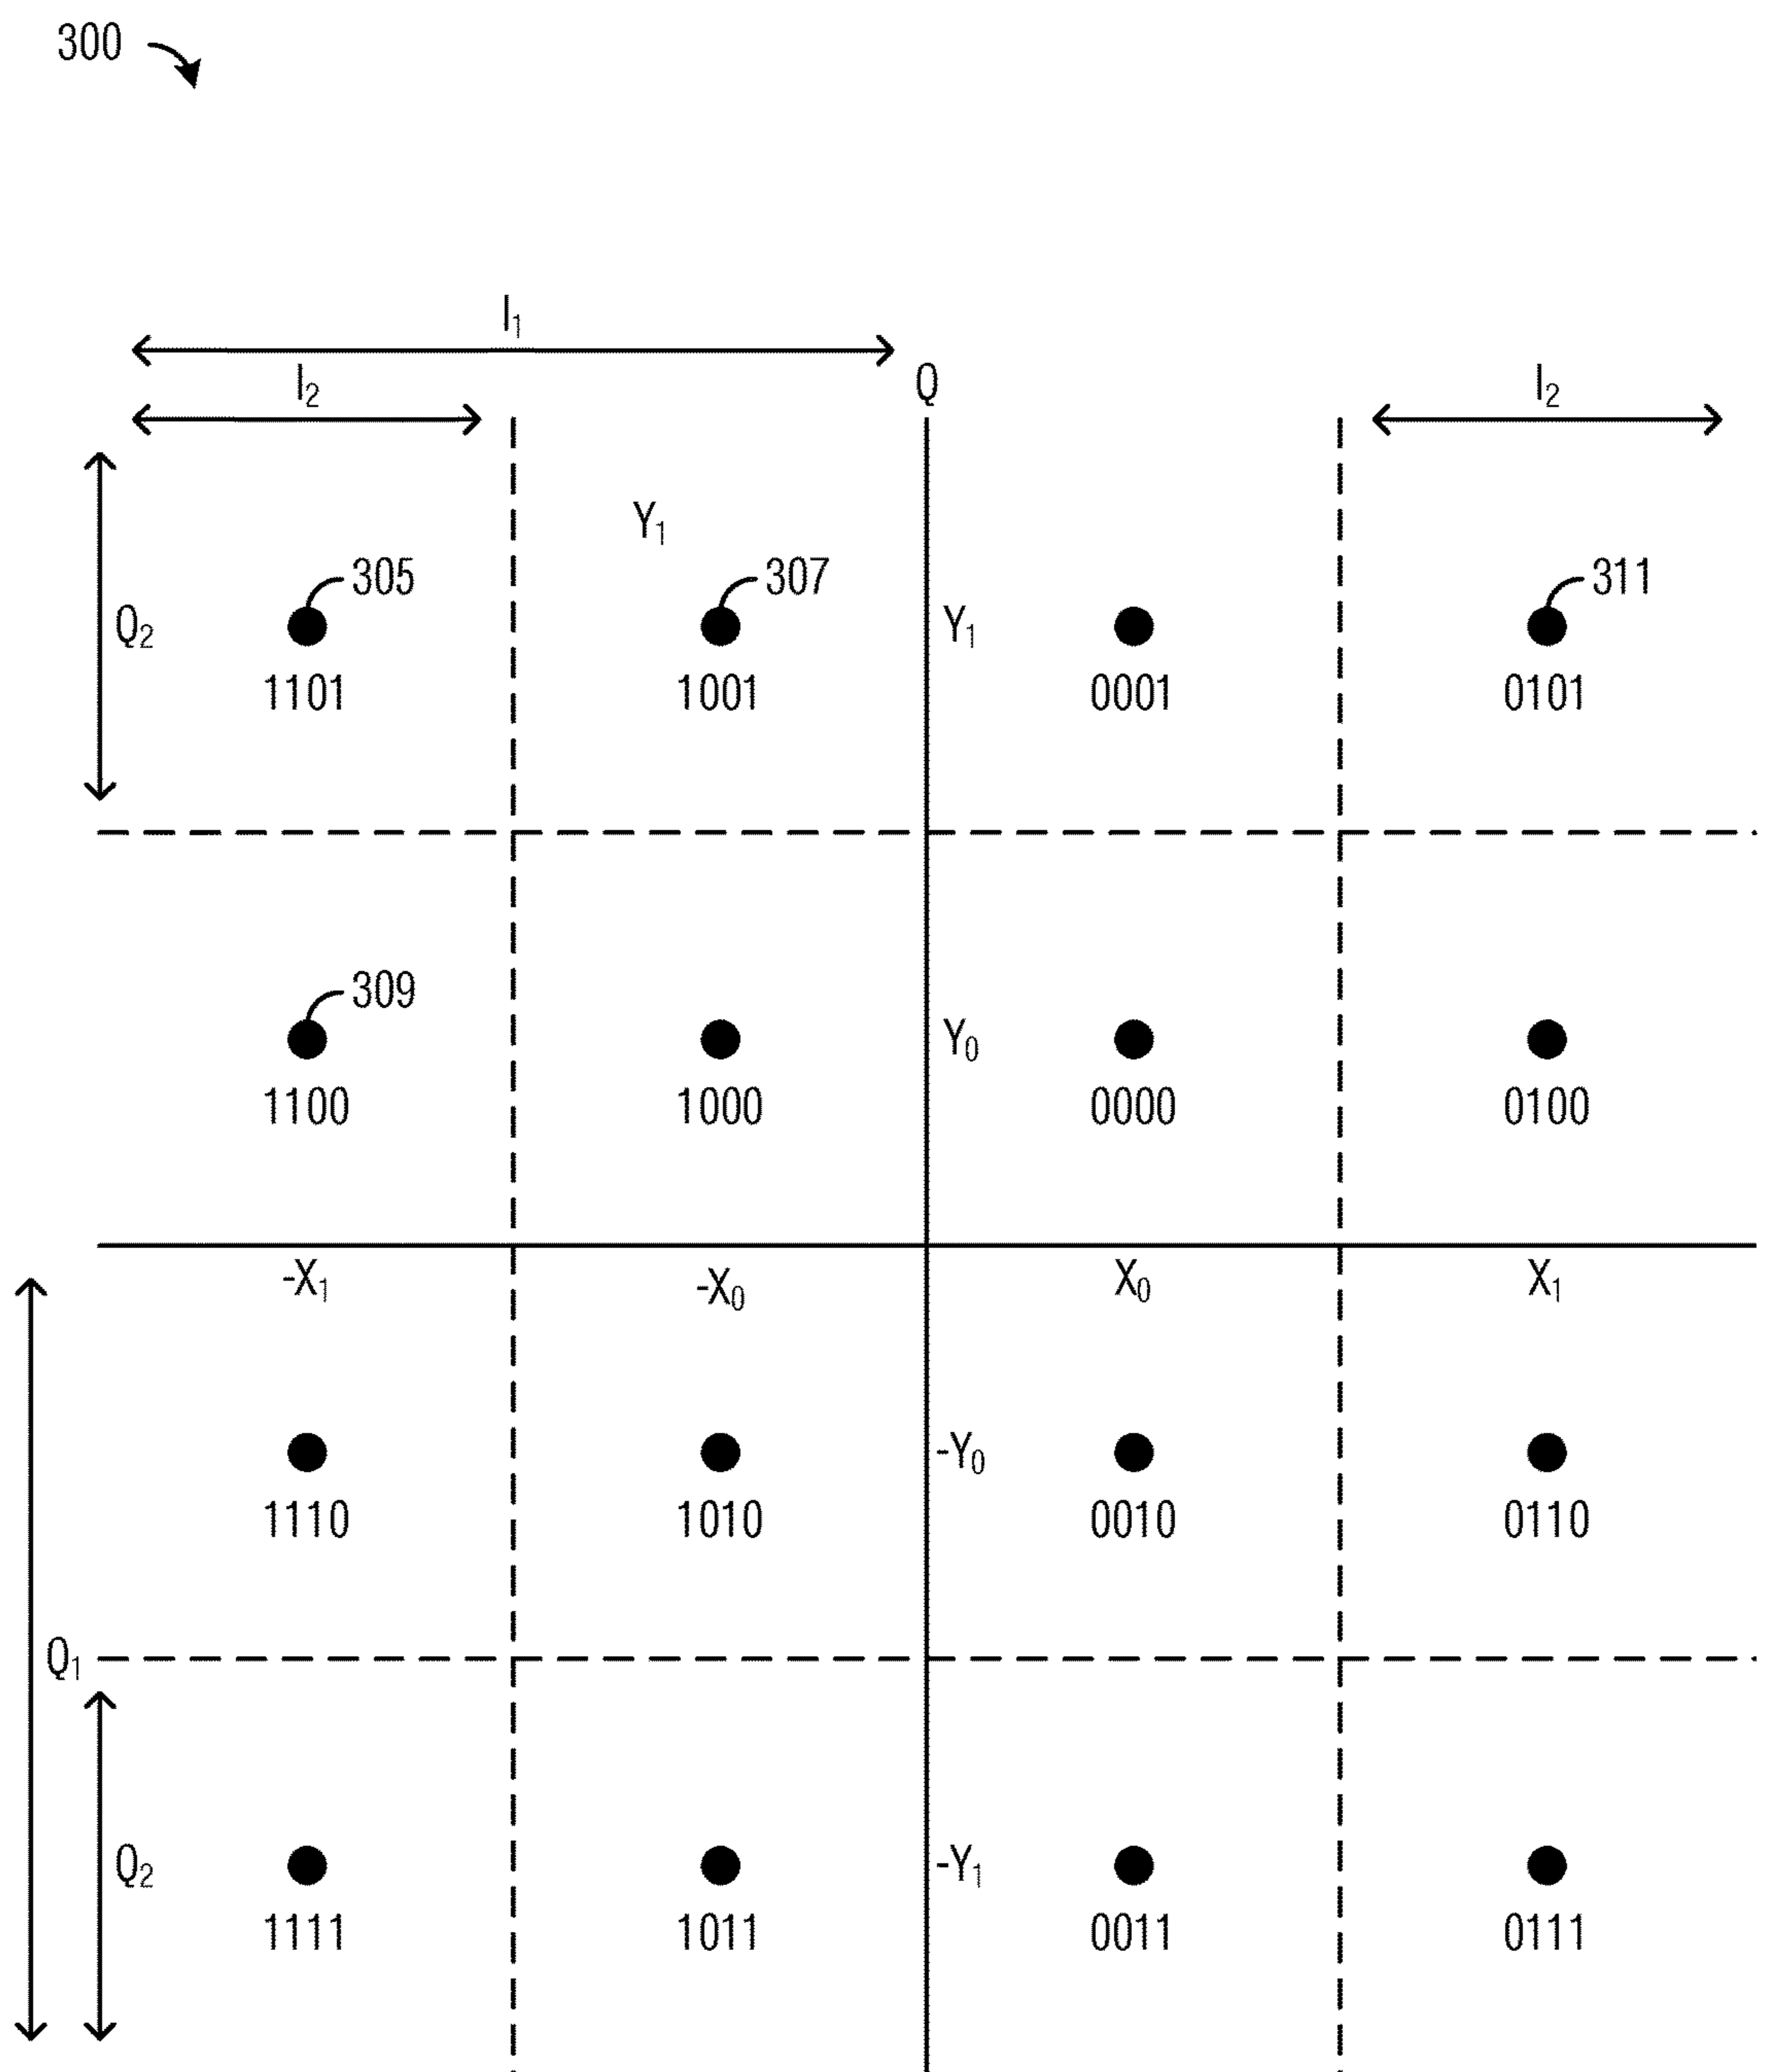 300
I₁
I₂ Q I₂
Y₁
305 307 311
Q₂ Y₁
1101 1001 0001 0101
309
Y₀
1100 1000 0000 0100
-X₁ -X₀ X₀ X₁
-Y₀
1110 1010 0010 0110
Q₁
Q₂ -Y₁
1111 1011 0011 0111